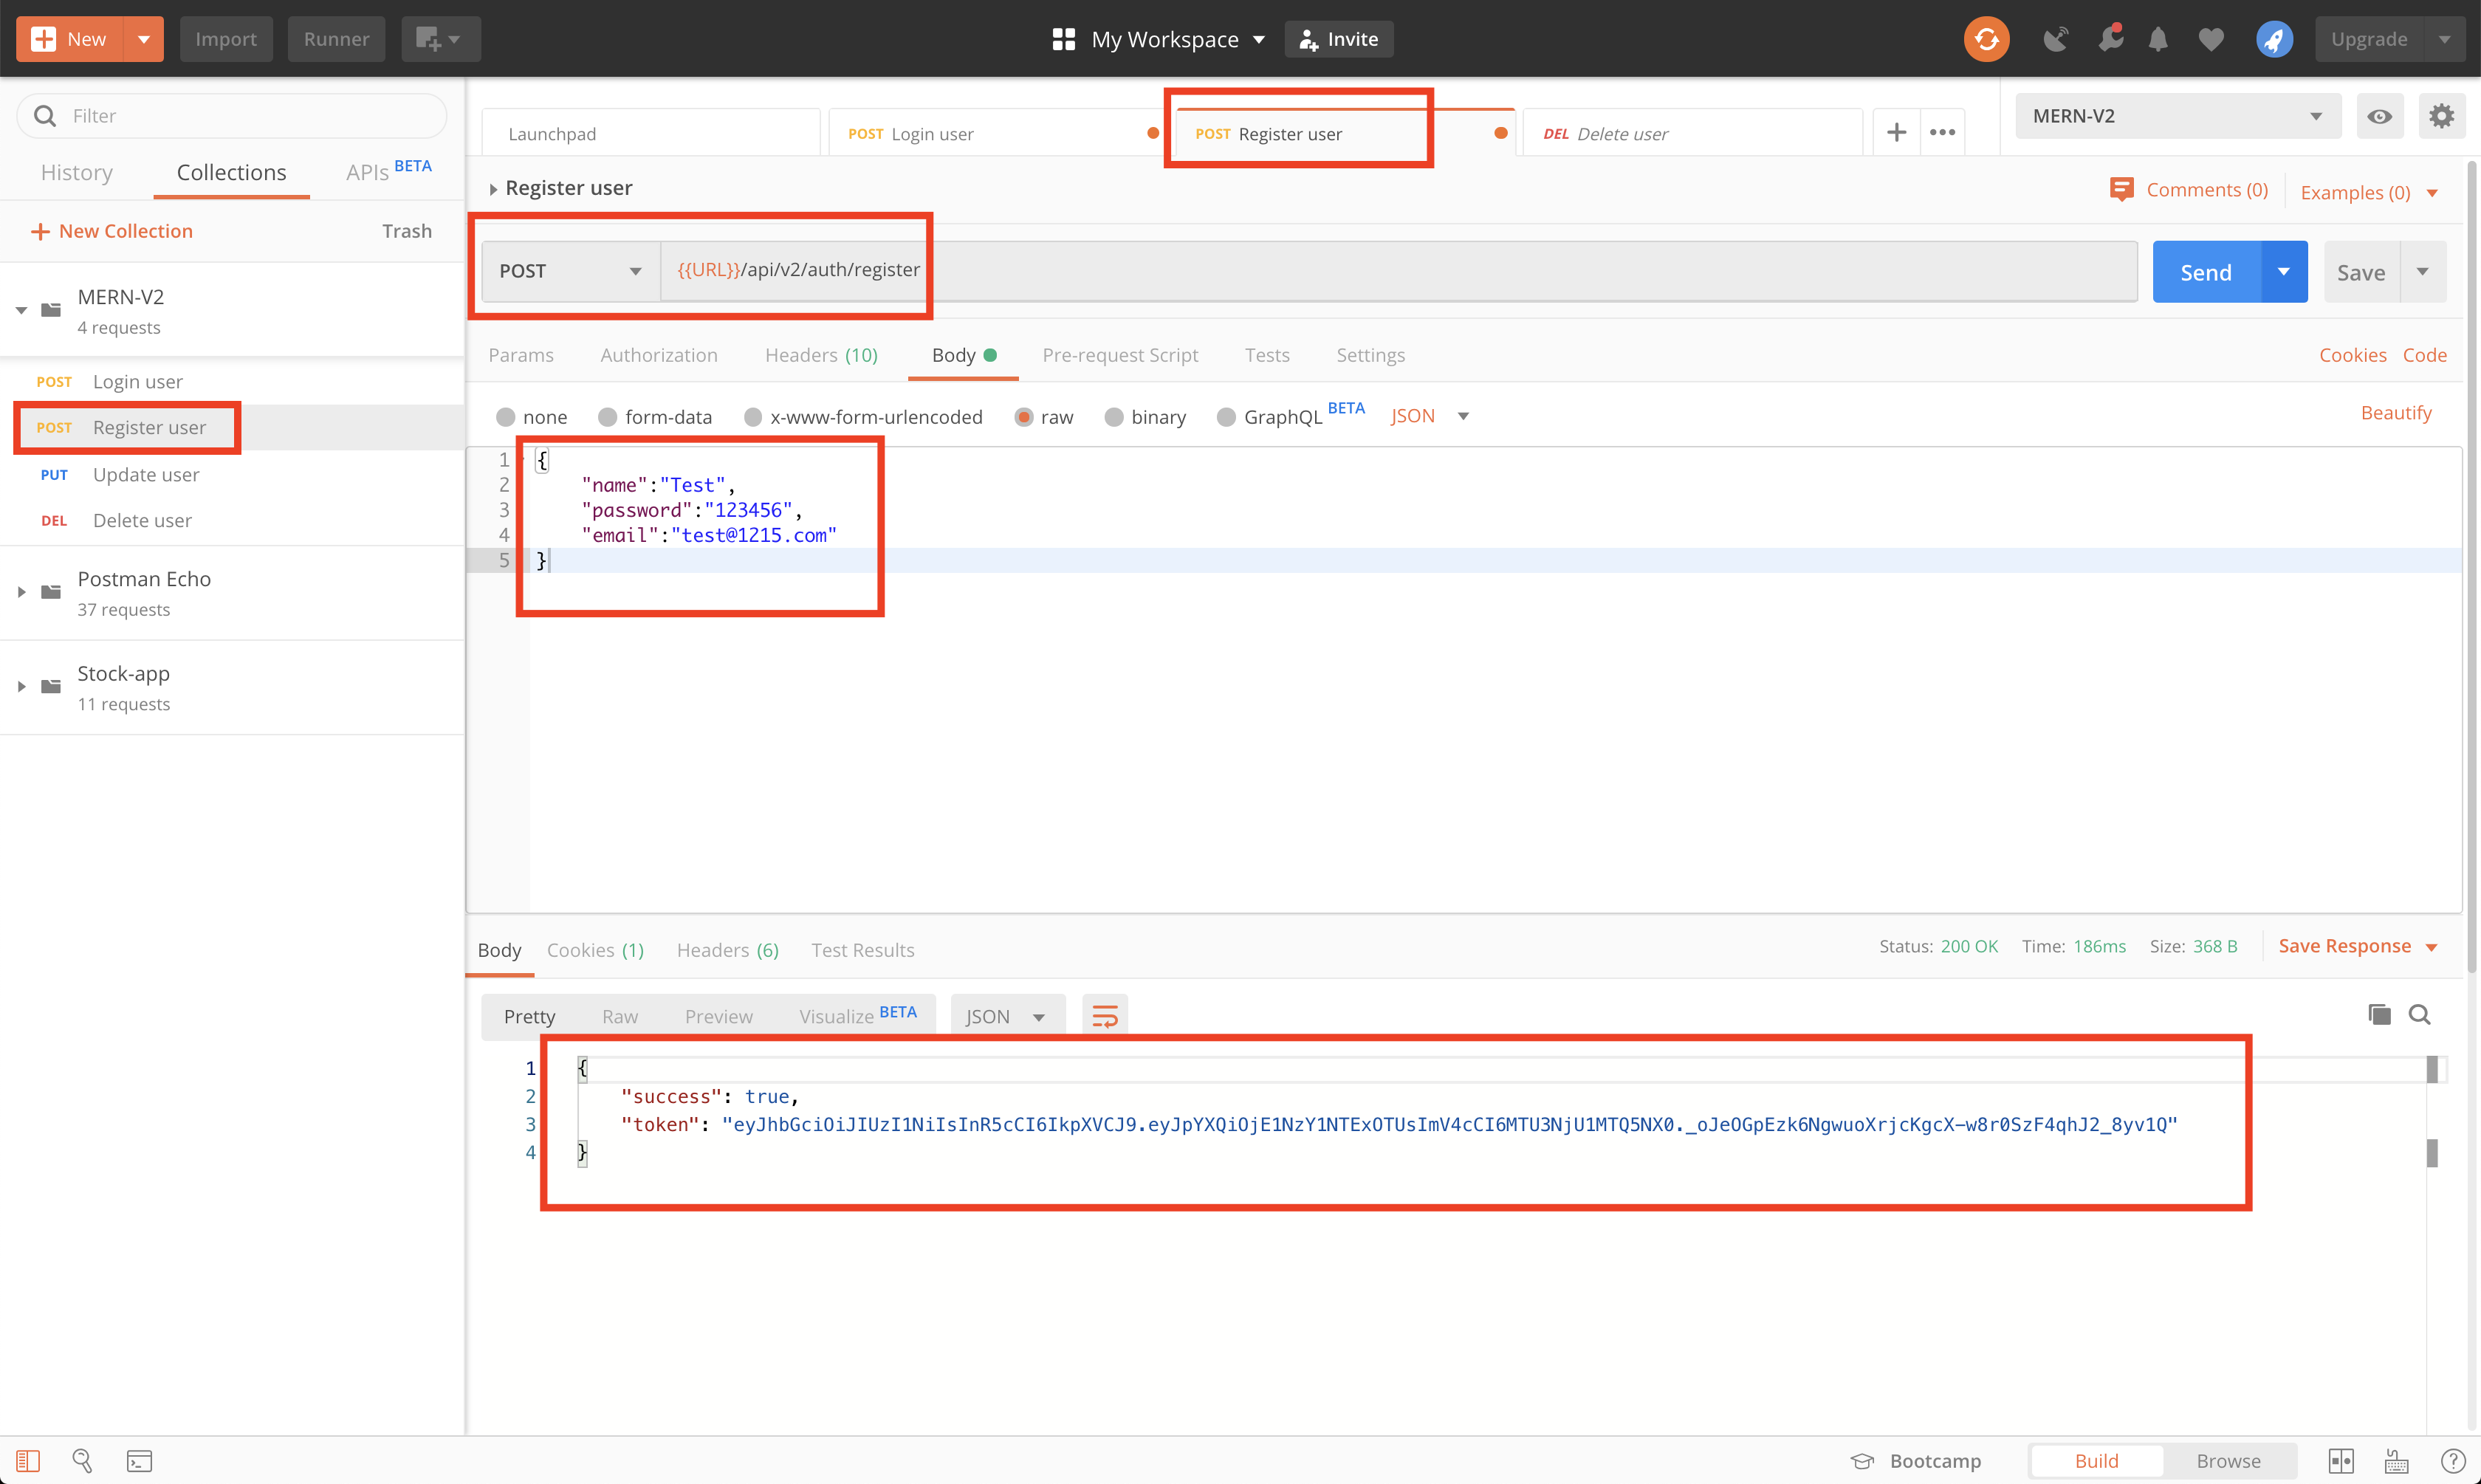 New
Import
Runner
My Workspace
Invite
Upgrade
Filter
History
Collections
APIs BETA
New Collection
Trash
MERN-V2
4 requests
POST Login user
POST Register user
PUT Update user
DEL Delete user
Postman Echo
37 requests
Stock-app
11 requests
Launchpad
POST Login user
POST Register user
DEL Delete user
MERN-V2
Register user
Comments (0)
Examples (0)
POST
{{URL}}/api/v2/auth/register
Send
Save
Params
Authorization
Headers (10)
Body
Pre-request Script
Tests
Settings
Cookies
Code
none
form-data
x-www-form-urlencoded
raw
binary
GraphQL BETA
JSON
Beautify
1 {
2 "name":"Test",
3 "password":"123456",
4 "email":"test@1215.com"
5 }
Body
Cookies (1)
Headers (6)
Test Results
Status: 200 OK
Time: 186ms
Size: 368 B
Save Response
Pretty
Raw
Preview
Visualize BETA
JSON
1 {
2 "success": true,
3 "token": "eyJhbGciOiJIUzI1NiIsInR5cCI6IkpXVCJ9.eyJpYXQiOjE1NzY1NTExOTUsImV4cCI6MTU3NjU1MTQ5NX0._oJeOGpEzk6NgwuoXrjcKgcX-w8r0SzF4qhJ2_8yv1Q"
4 }
Bootcamp
Build
Browse